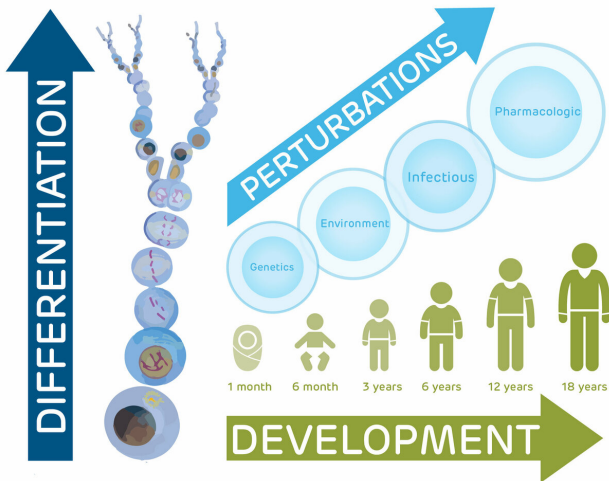 DIFFERENTIATION
PERTURBATIONS
Pharmacologic
Infectious
Environment
Genetics
1 month
6 month
3 years
6 years
12 years
18 years
DEVELOPMENT